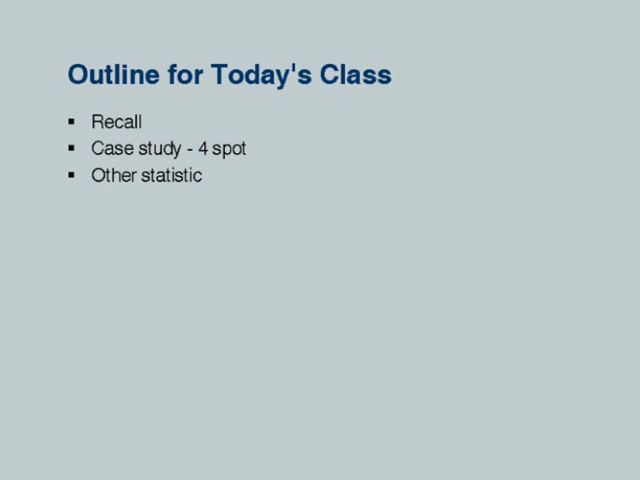 Outline for Today's Class
▪ Recall
▪ Case study - 4 spot
▪ Other statistic